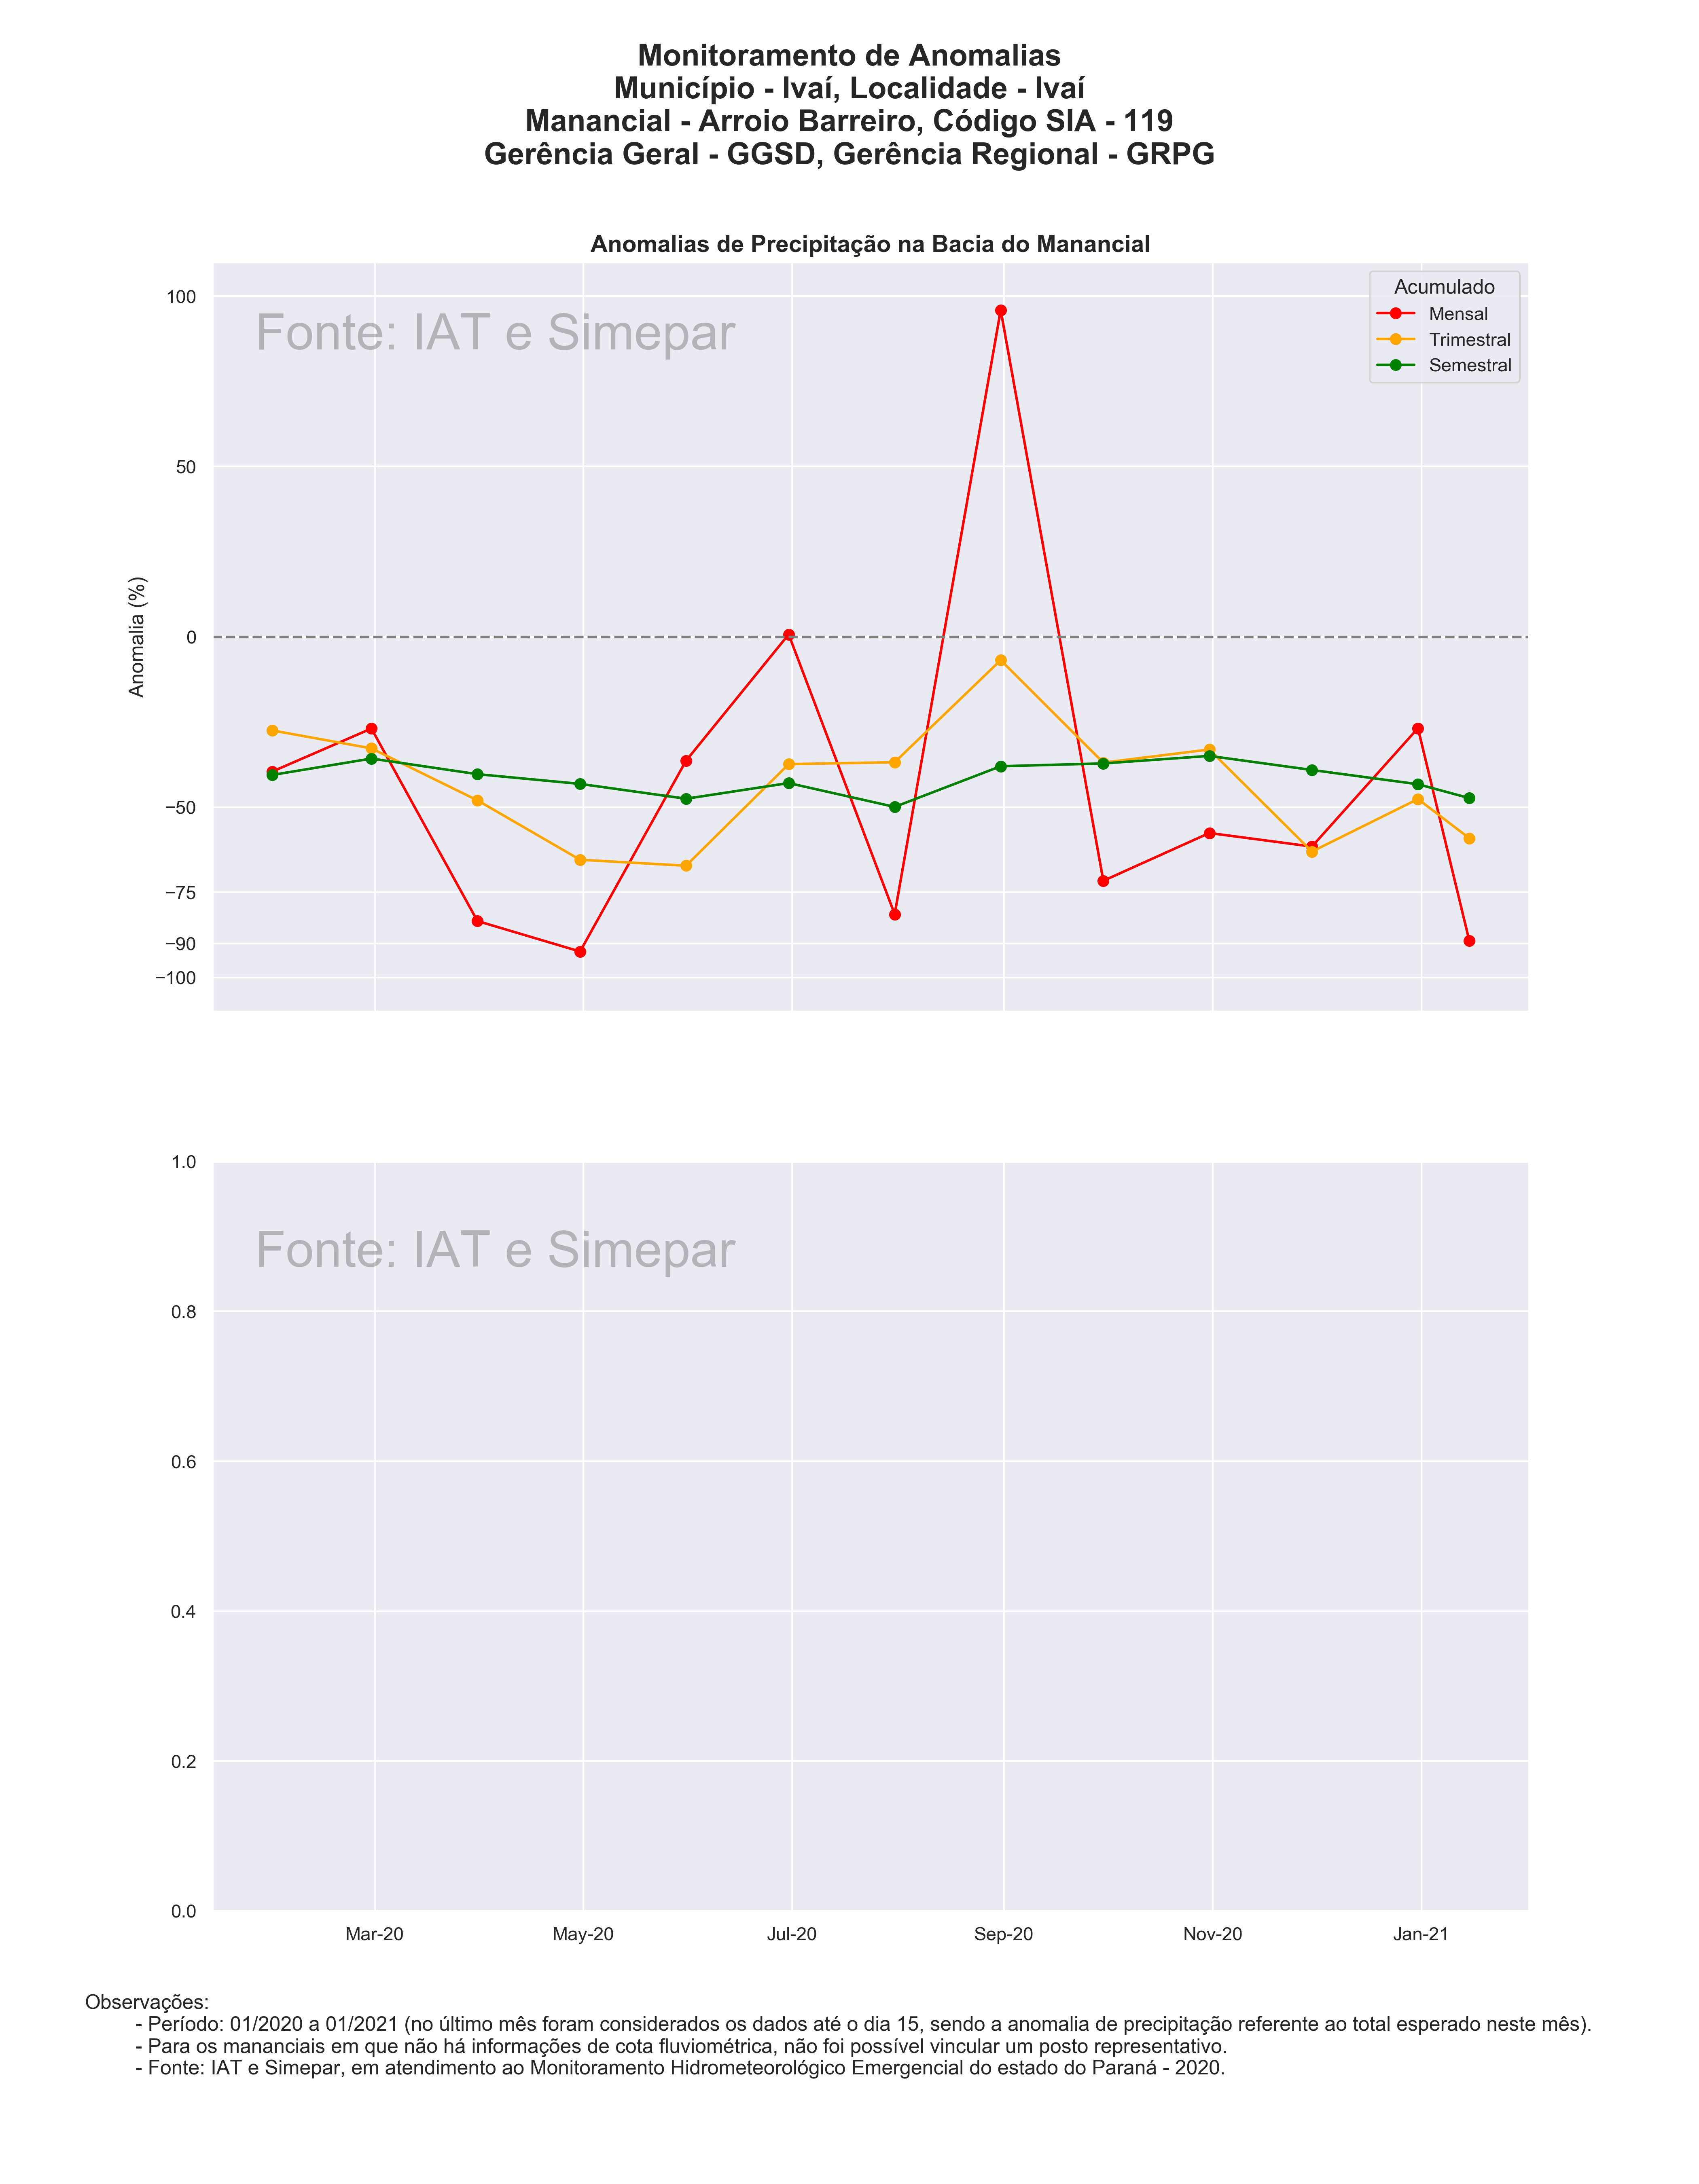 Monitoramento de Anomalias
Município - Ivaí, Localidade - Ivaí
Manancial - Arroio Barreiro, Código SIA - 119
Gerência Geral - GGSD, Gerência Regional - GRPG
Anomalias de Precipitação na Bacia do Manancial
Fonte: IAT e Simepar
Acumulado
Mensal
Trimestral
Semestral
Anomalia (%)
100
50
0
−50
−75
−90
−100
Fonte: IAT e Simepar
1.0
0.8
0.6
0.4
0.2
0.0
Mar-20 May-20 Jul-20 Sep-20 Nov-20 Jan-21
Observações:
- Período: 01/2020 a 01/2021 (no último mês foram considerados os dados até o dia 15, sendo a anomalia de precipitação referente ao total esperado neste mês).
- Para os mananciais em que não há informações de cota fluviométrica, não foi possível vincular um posto representativo.
- Fonte: IAT e Simepar, em atendimento ao Monitoramento Hidrometeorológico Emergencial do estado do Paraná - 2020.